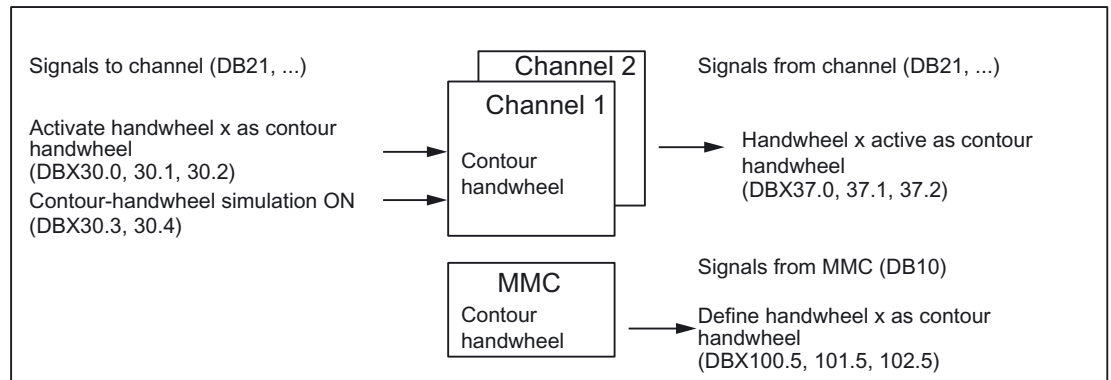 Signals to channel (DB21, ...)
Channel 2
Signals from channel (DB21, ...)
Channel 1
Activate handwheel x as contour
handwheel
(DBX30.0, 30.1, 30.2)
Contour-handwheel simulation ON
(DBX30.3, 30.4)
Contour
handwheel
Handwheel x active as contour
handwheel
(DBX37.0, 37.1, 37.2)
MMC
Contour
handwheel
Signals from MMC (DB10)
Define handwheel x as contour
handwheel
(DBX100.5, 101.5, 102.5)